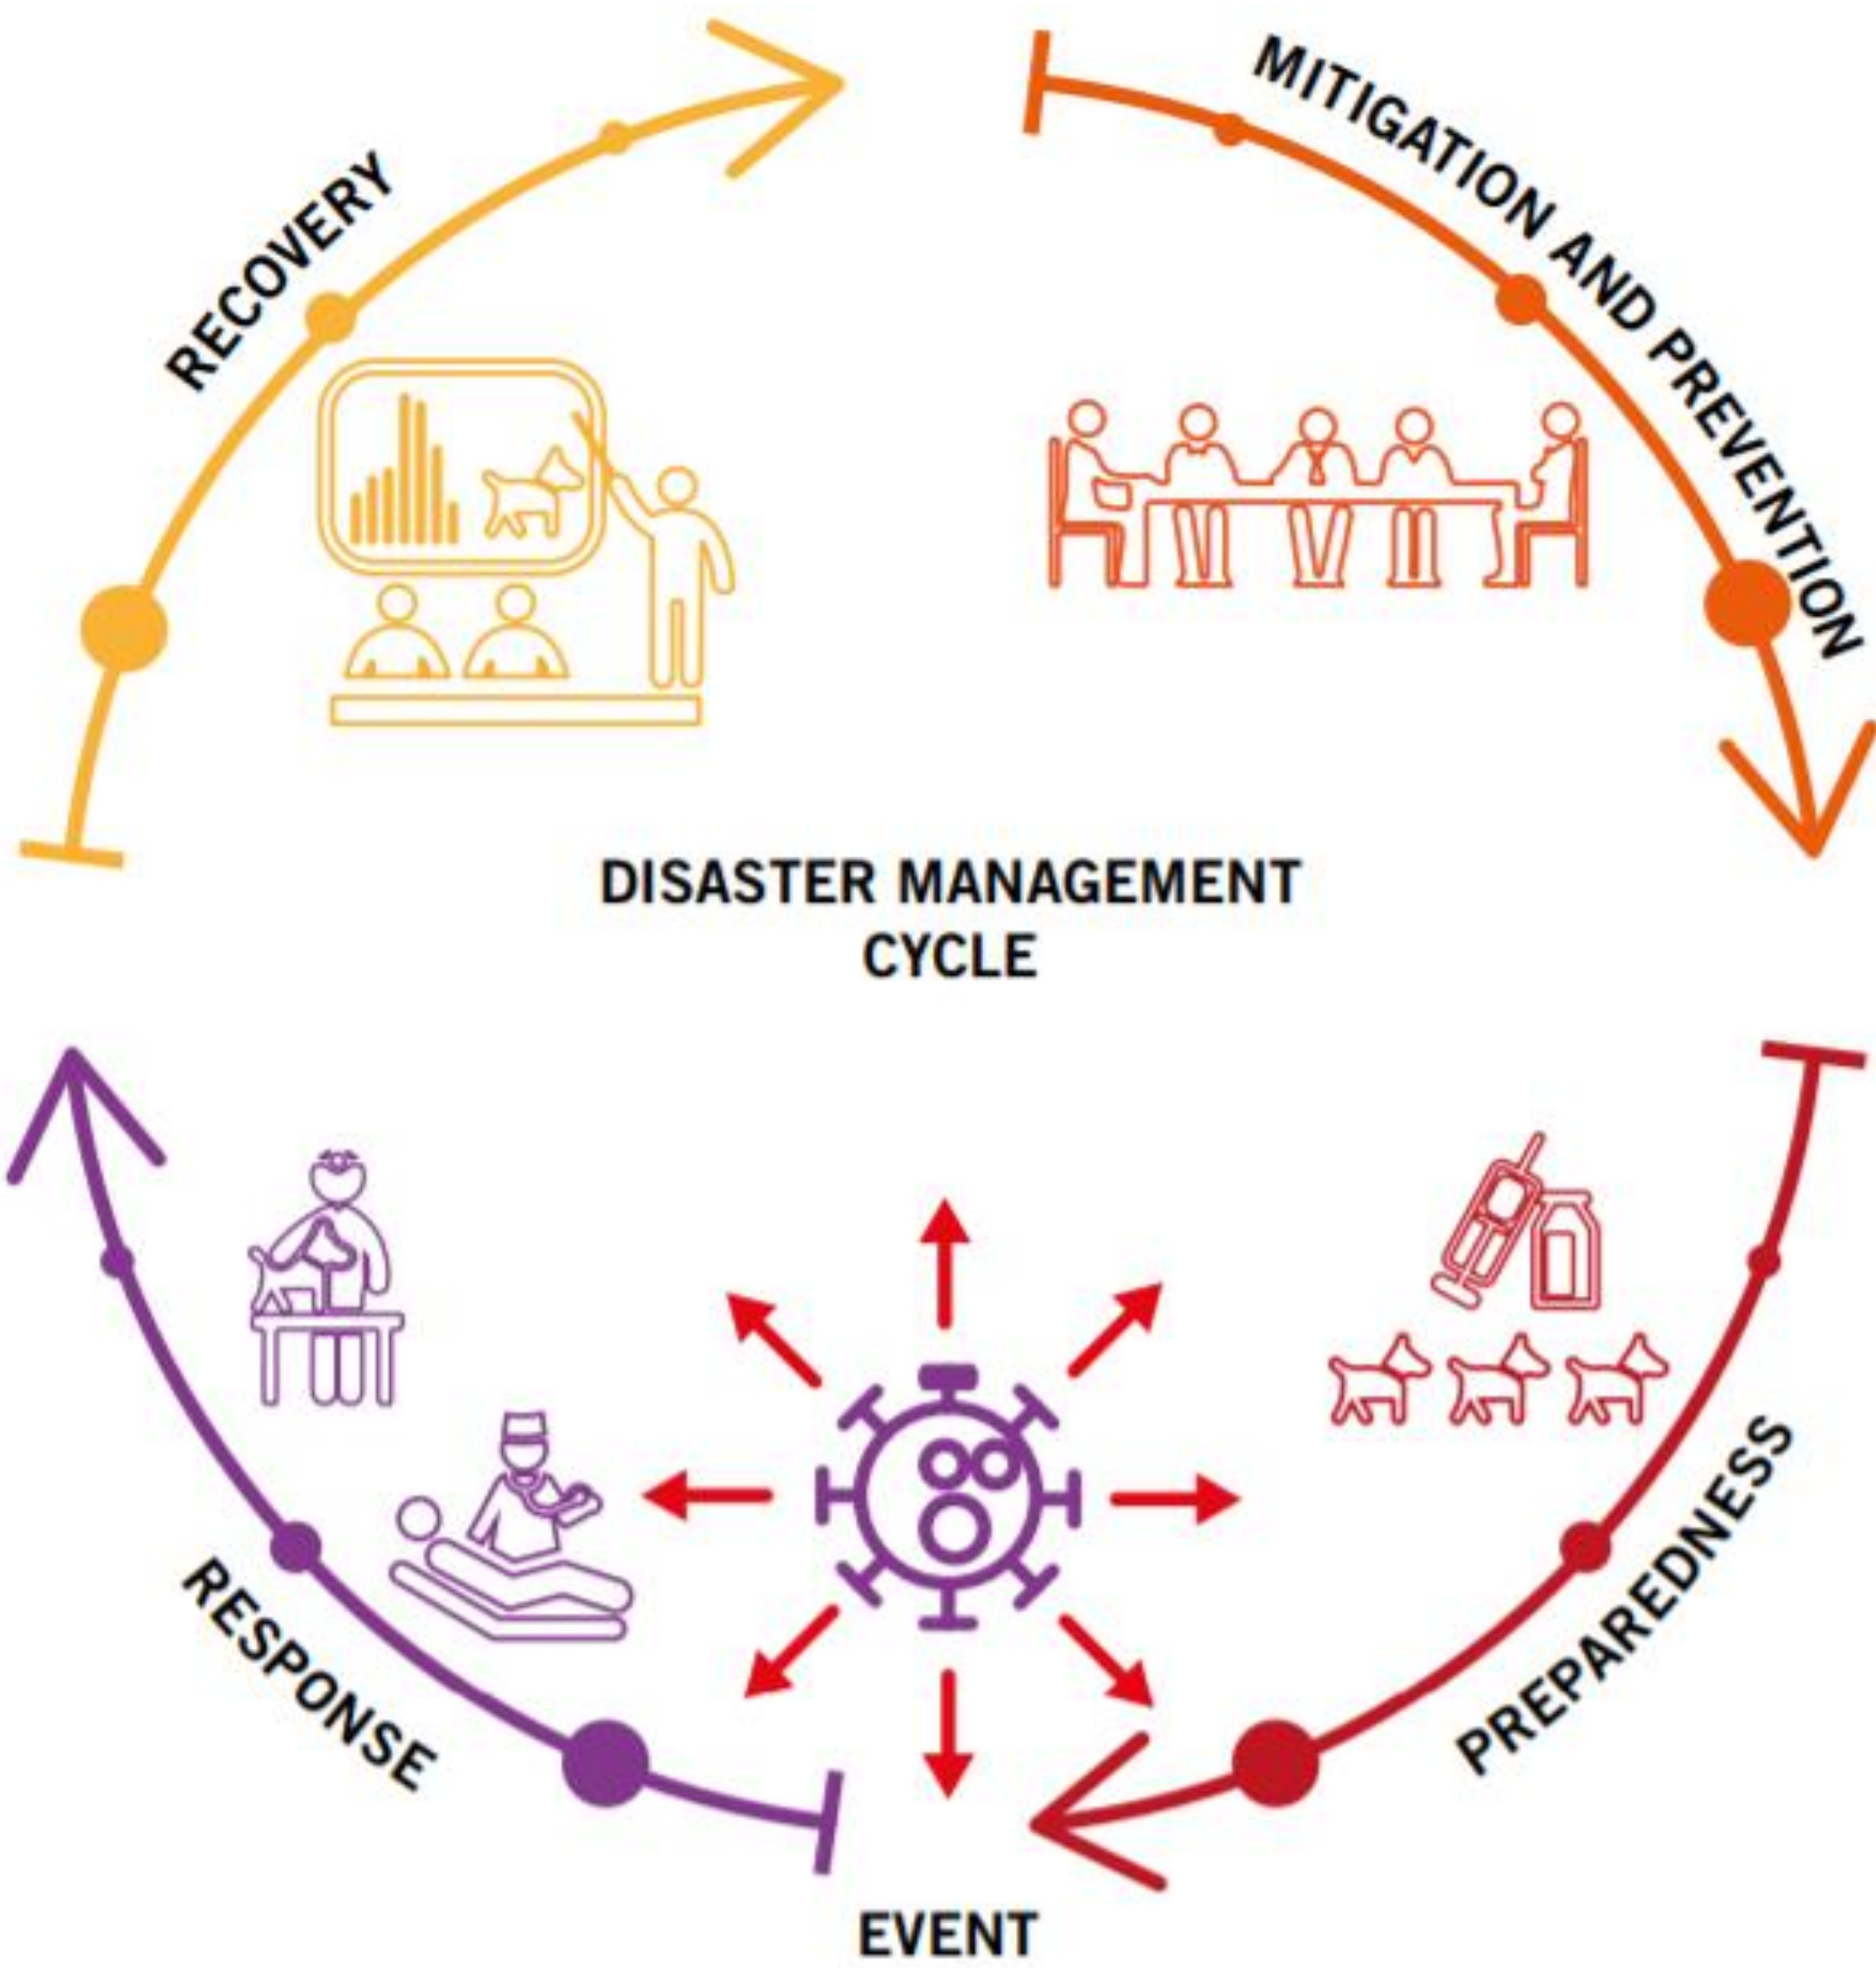 RECOVERY
MITIGATION AND PREVENTION
DISASTER MANAGEMENT
CYCLE
RESPONSE
PREPAREDNESS
EVENT